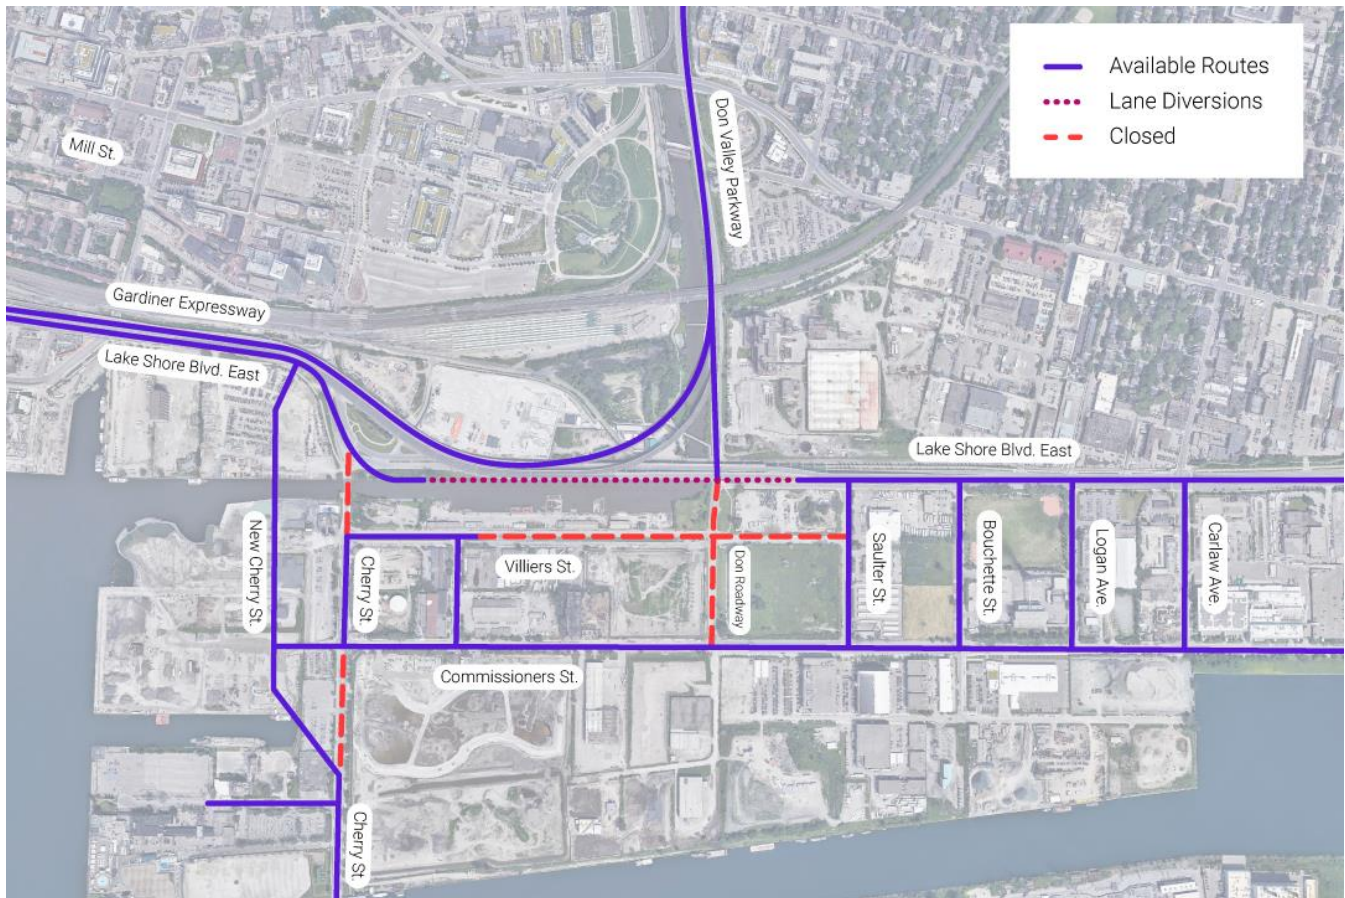 Available Routes
Lane Diversions
Closed
Mill St.
Don Valley Parkway
Gardiner Expressway
Lake Shore Blvd. East
Lake Shore Blvd. East
New Cherry St.
Cherry St.
Villiers St.
Don Roadway
Saulter St.
Bouchette St.
Logan Ave.
Carlaw Ave.
Commissioners St.
Cherry St.